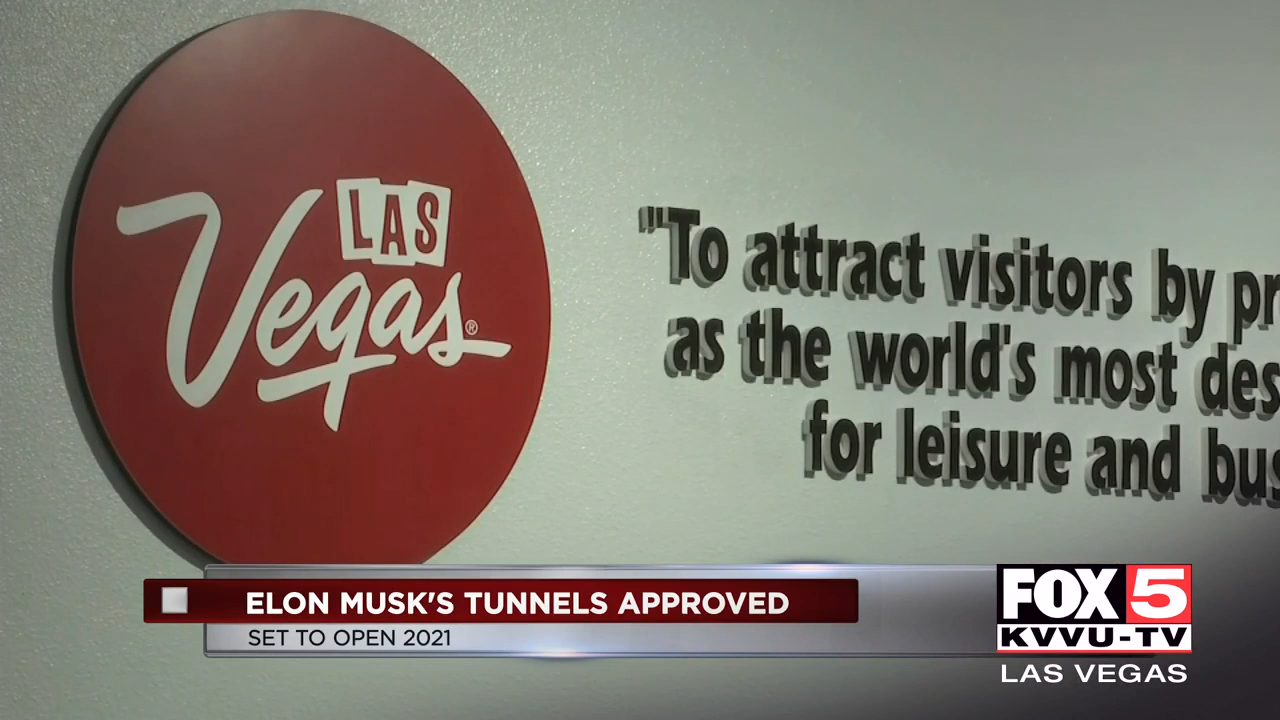 LAS
Vegas®
"To attract visitors by pr
as the world's most des
for leisure and bus
ELON MUSK'S TUNNELS APPROVED
SET TO OPEN 2021
FOX 5
KVVU-TV
LAS VEGAS